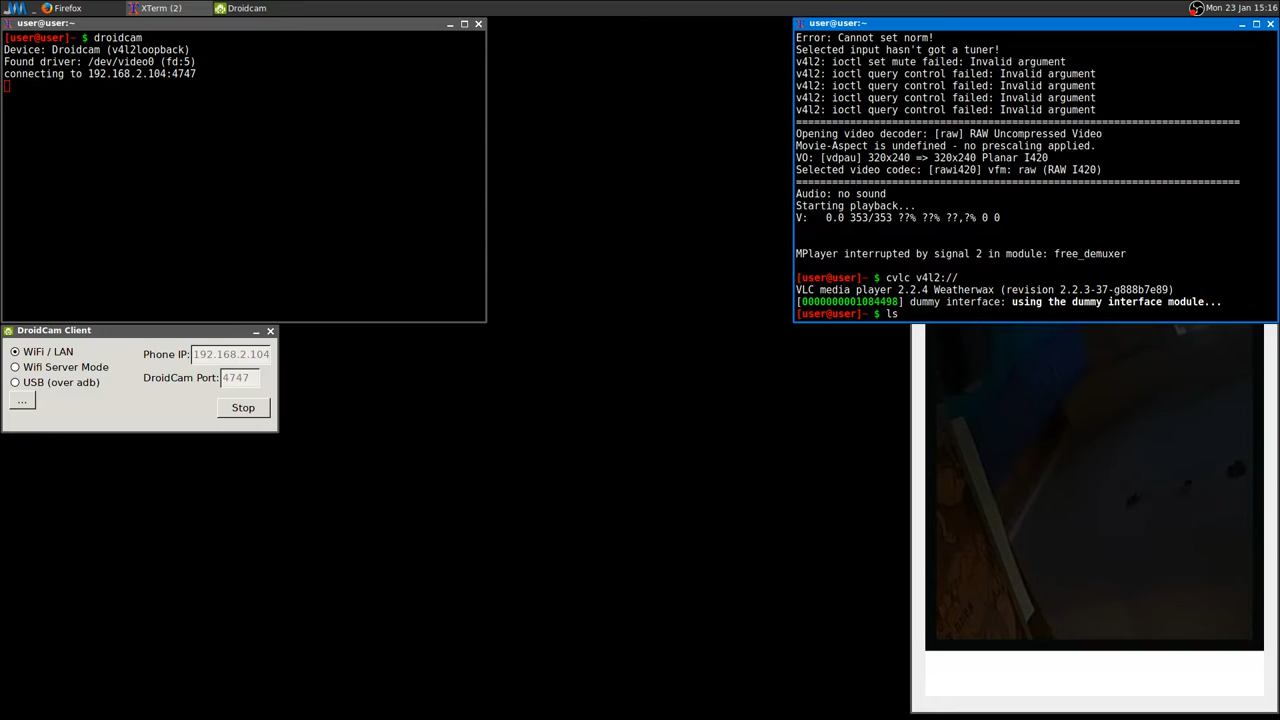 Firefox
XTerm (2)
Droidcam
Mon 23 Jan 15:16
user@user:~
[user@user]~ $ droidcam
Device: Droidcam (v4l2loopback)
Found driver: /dev/video0 (fd:5)
connecting to 192.168.2.104:4747
DroidCam Client
WiFi / LAN
Wifi Server Mode
USB (over adb)
...
Phone IP: 192.168.2.104
DroidCam Port: 4747
Stop
user@user:~
Error: Cannot set norm!
Selected input hasn't got a tuner!
v4l2: ioctl set mute failed: Invalid argument
v4l2: ioctl query control failed: Invalid argument
v4l2: ioctl query control failed: Invalid argument
v4l2: ioctl query control failed: Invalid argument
v4l2: ioctl query control failed: Invalid argument
==========================================================================
Opening video decoder: [raw] RAW Uncompressed Video
Movie-Aspect is undefined - no prescaling applied.
VO: [vdpau] 320x240 => 320x240 Planar I420
Selected video codec: [rawi420] vfm: raw (RAW I420)
==========================================================================
Audio: no sound
Starting playback...
V:   0.0 353/353 ??% ??% ??,?% 0 0
MPlayer interrupted by signal 2 in module: free_demuxer
[user@user]~ $ cvlc v4l2://
VLC media player 2.2.4 Weatherwax (revision 2.2.3-37-g888b7e89)
[0000000001084498] dummy interface: using the dummy interface module...
[user@user]~ $ ls